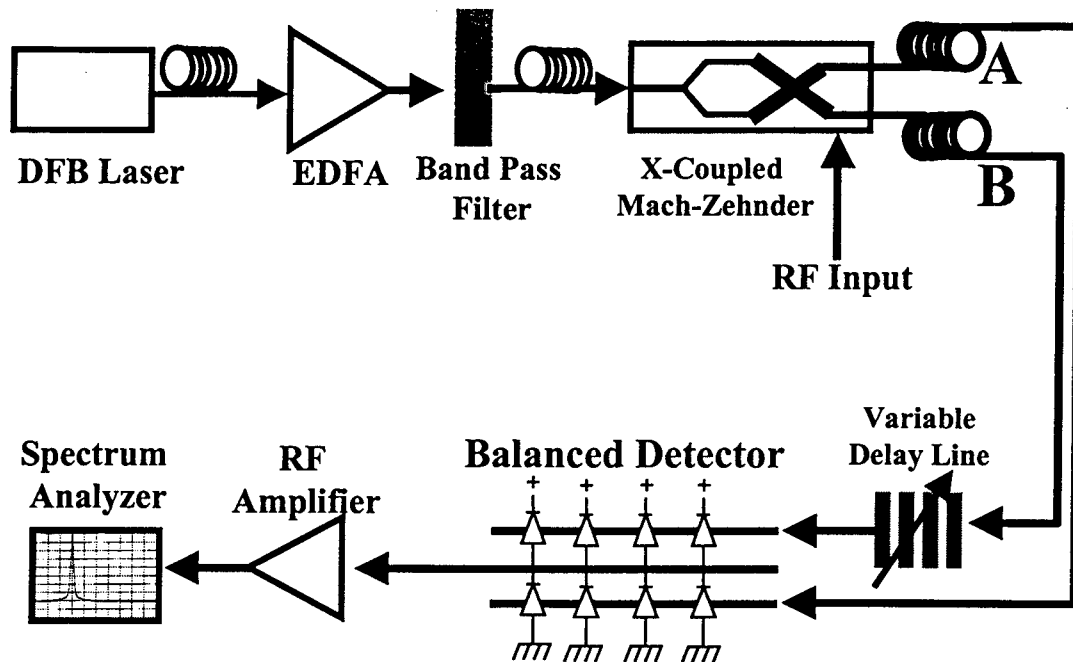 DFB Laser
EDFA
Band Pass
Filter
X-Coupled
Mach-Zehnder
A
B
RF Input
Variable
Delay Line
Balanced Detector
+ + + +
RF
Amplifier
Spectrum
Analyzer